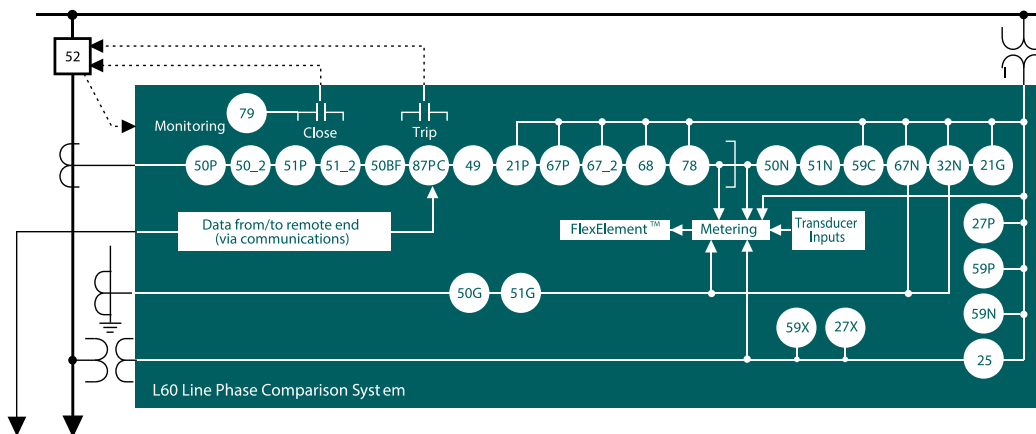 52
79
Monitoring
Close
Trip
50P
50_2
51P
51_2
50BF
87PC
49
21P
67P
67_2
68
78
50N
51N
59C
67N
32N
21G
Data from/to remote end
(via communications)
FlexElement™
Metering
Transducer
Inputs
27P
59P
50G
51G
59N
59X
27X
25
L60 Line Phase Comparison System